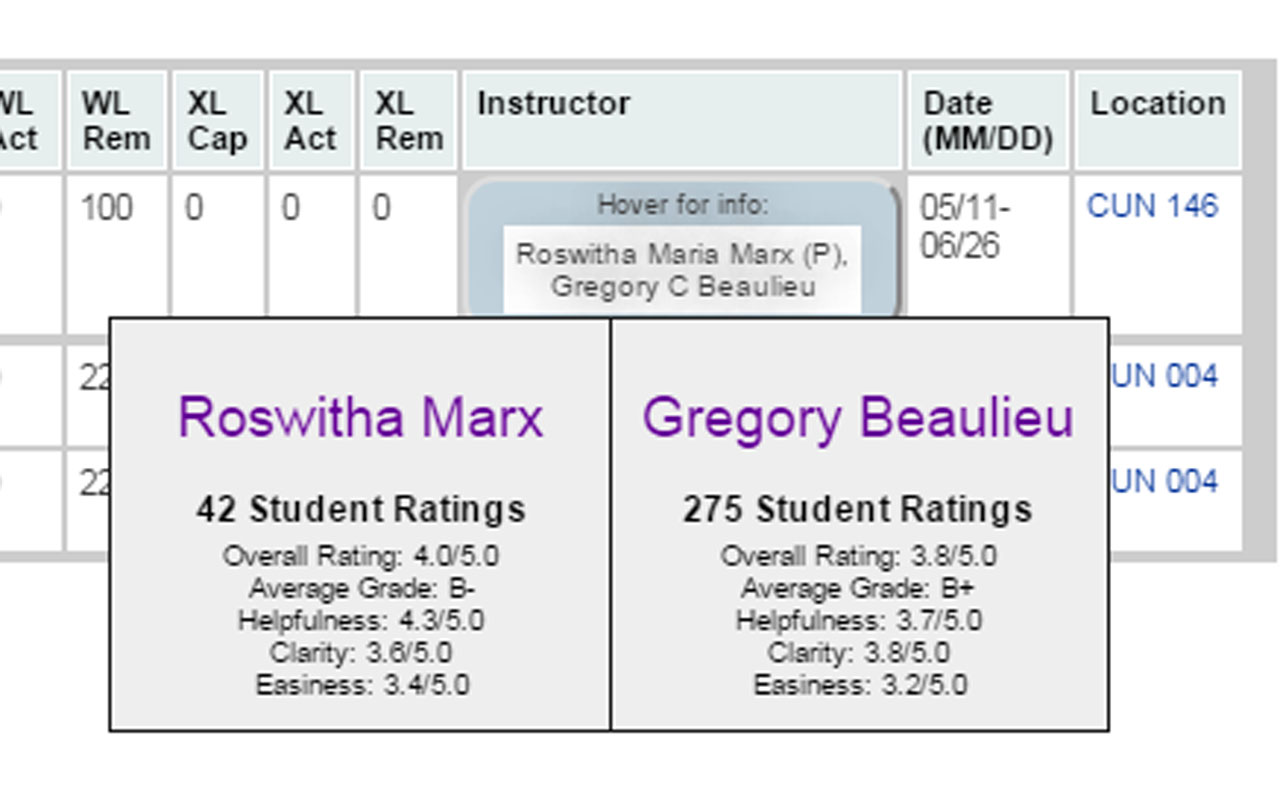 WL WL XL XL XL Instructor Date Location
Act Rem Cap Act Rem (MM/DD)
100 0 0 0 Hover for info: 05/11- CUN 146
Roswitha Maria Marx (P), 06/26
Gregory C Beaulieu
22 UN 004
22 UN 004
Roswitha Marx
42 Student Ratings
Overall Rating: 4.0/5.0
Average Grade: B-
Helpfulness: 4.3/5.0
Clarity: 3.6/5.0
Easiness: 3.4/5.0
Gregory Beaulieu
275 Student Ratings
Overall Rating: 3.8/5.0
Average Grade: B+
Helpfulness: 3.7/5.0
Clarity: 3.8/5.0
Easiness: 3.2/5.0